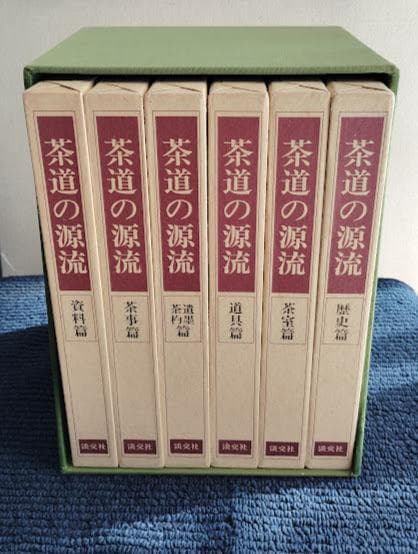 茶道の源流
歴史篇
淡交社
茶道の源流
茶室篇
淡交社
茶道の源流
道具篇
淡交社
茶道の源流
遺墨
茶杓
篇
淡交社
茶道の源流
茶事篇
淡交社
茶道の源流
資料篇
淡交社